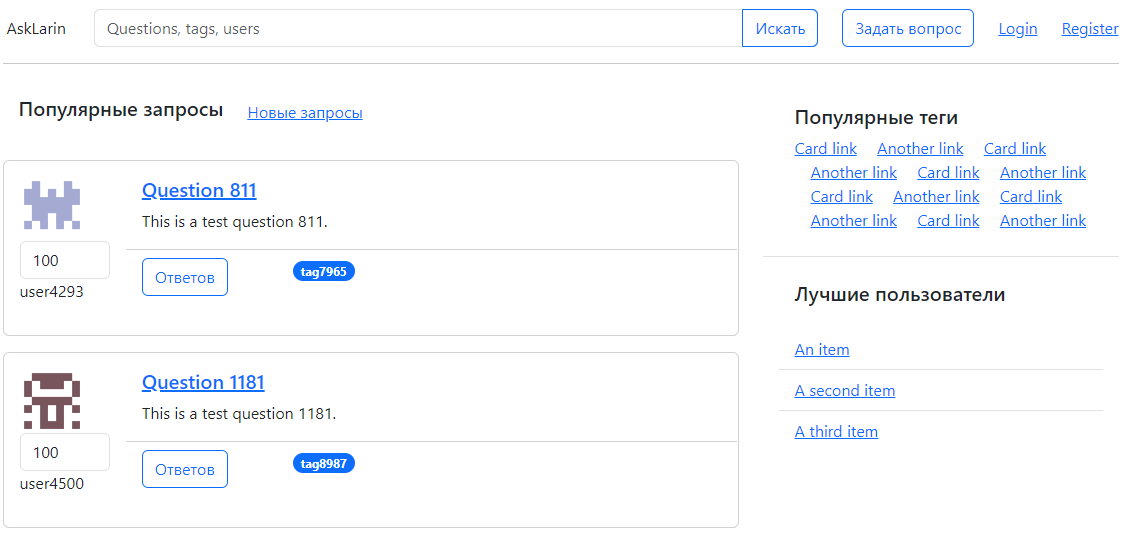 AskLarin Questions, tags, users Искать Задать вопрос Login Register
Популярные запросы Новые запросы
Question 811
This is a test question 811.
100
user4293
Ответов tag7965
Question 1181
This is a test question 1181.
100
user4500
Ответов tag8987
Популярные теги
Card link Another link Card link
Another link Card link Another link
Card link Another link Card link
Another link Card link Another link
Лучшие пользователи
An item
A second item
A third item